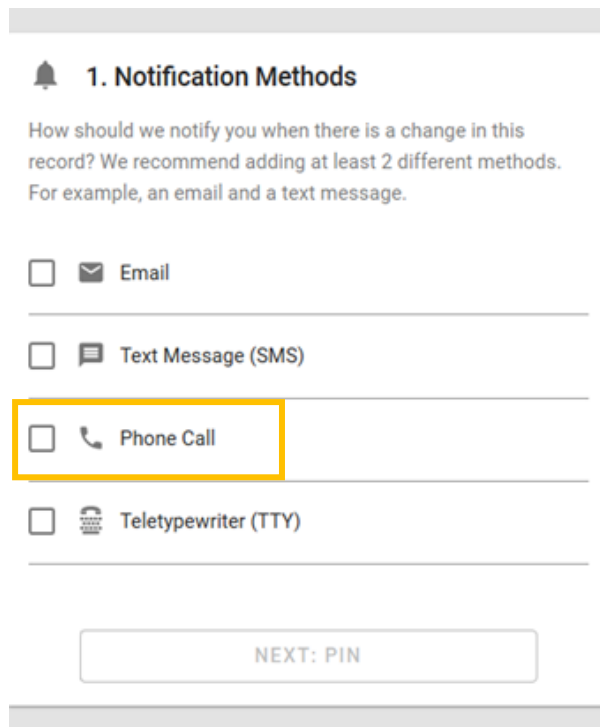 1. Notification Methods
How should we notify you when there is a change in this
record? We recommend adding at least 2 different methods.
For example, an email and a text message.
Email
Text Message (SMS)
Phone Call
Teletypewriter (TTY)
NEXT: PIN